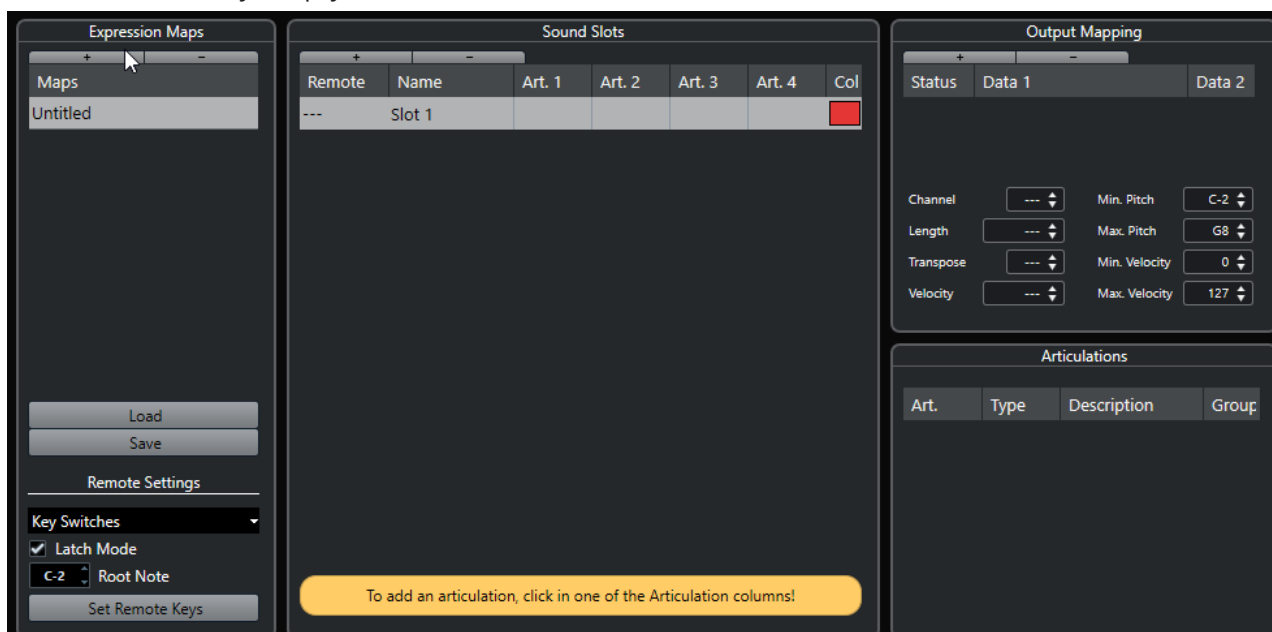 Expression Maps
+ -
Maps
Untitled
Load
Save
Remote Settings
Key Switches
Latch Mode
C-2 Root Note
Set Remote Keys
Sound Slots
+ -
Remote Name Art. 1 Art. 2 Art. 3 Art. 4 Col
--- Slot 1
To add an articulation, click in one of the Articulation columns!
Output Mapping
+ -
Status Data 1 Data 2
Channel --- Min. Pitch C-2
Length --- Max. Pitch G8
Transpose --- Min. Velocity 0
Velocity --- Max. Velocity 127
Articulations
Art. Type Description Group